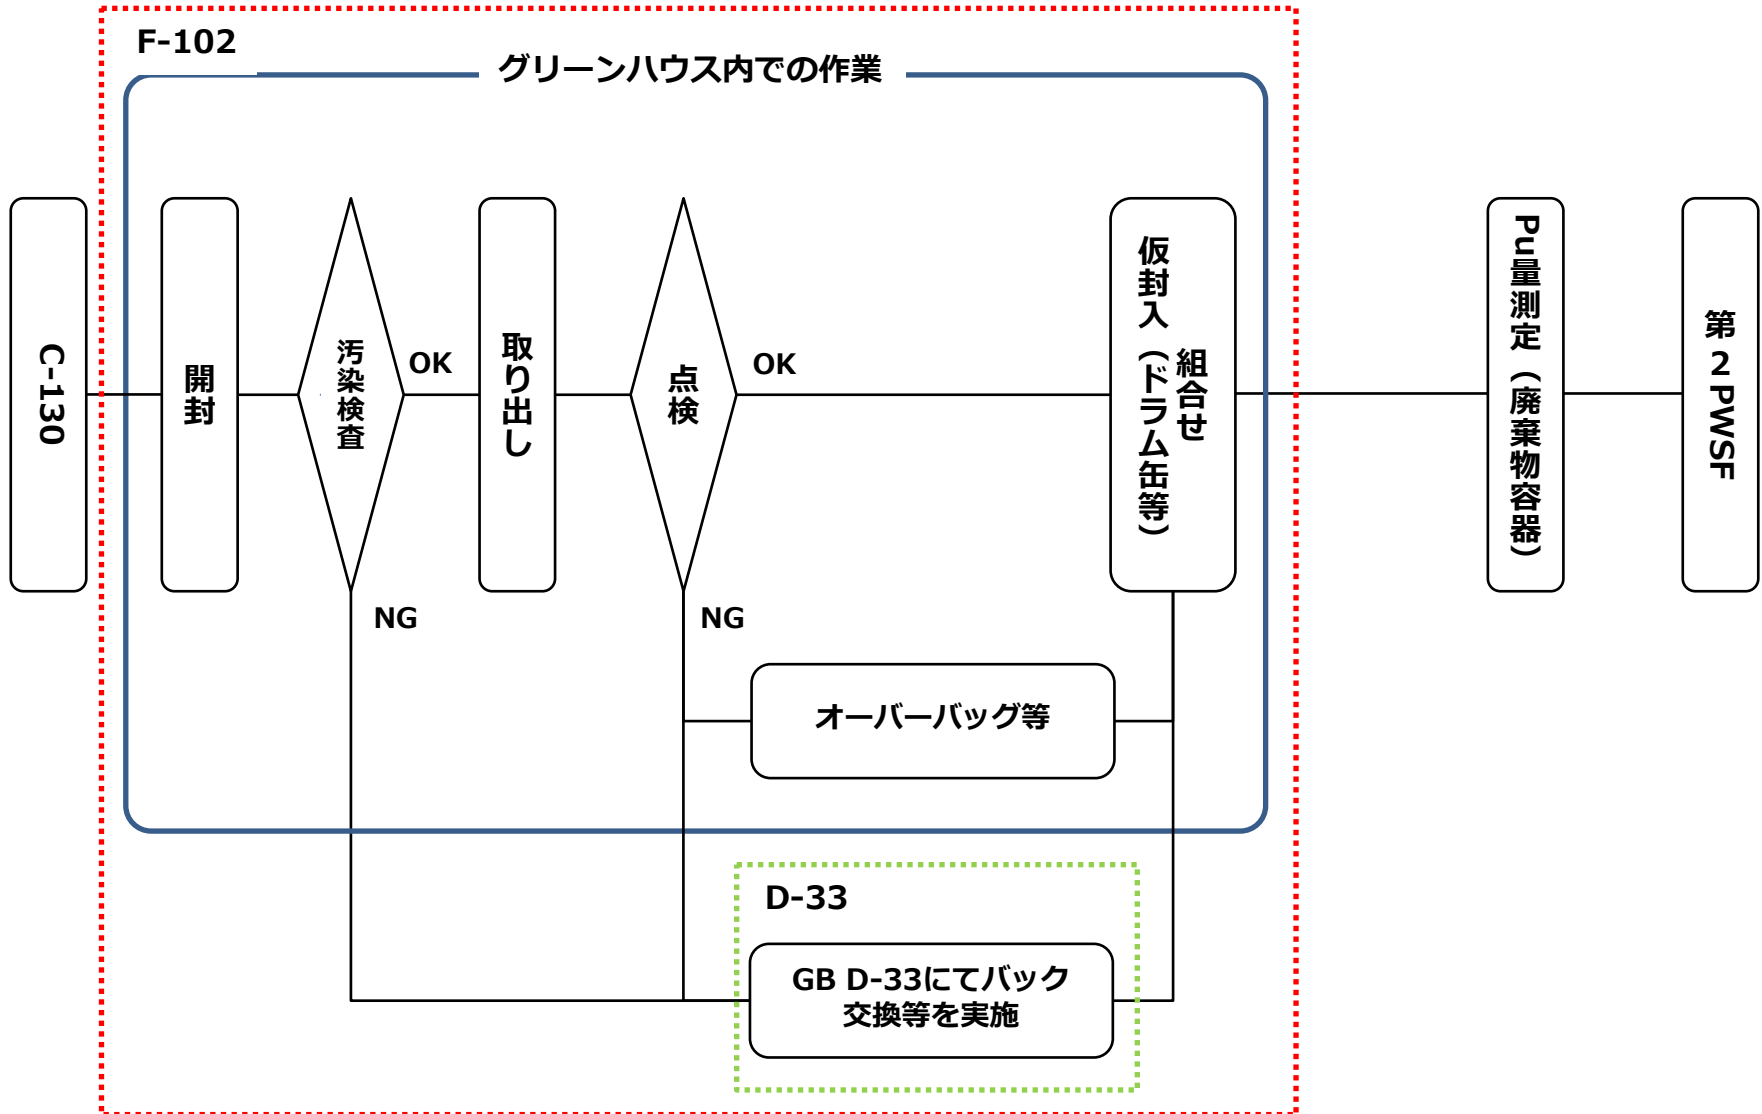 F-102
グリーンハウス内での作業
C-130
開封
汚染検査
OK
NG
取り出し
点検
OK
NG
組合せ
仮封入（ドラム缶等）
Pu量測定（廃棄物容器）
第２PWSF
オーバーバッグ等
D-33
GB D-33にてバック
交換等を実施